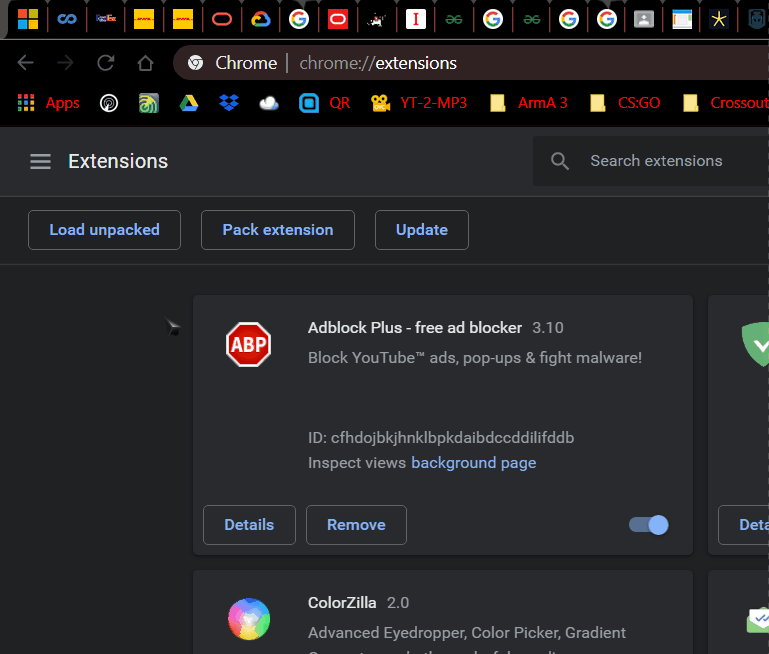 Chrome | chrome://extensions
Apps QR YT-2-MP3 ArmA 3 CS:GO Crossout
Extensions
Search extensions
Load unpacked Pack extension Update
ABP
Adblock Plus - free ad blocker 3.10
Block YouTube™ ads, pop-ups & fight malware!
ID: cfhdojbkjhnklbpkdaibdccddilifddb
Inspect views background page
Details Remove Deta
ColorZilla 2.0
Advanced Eyedropper, Color Picker, Gradient